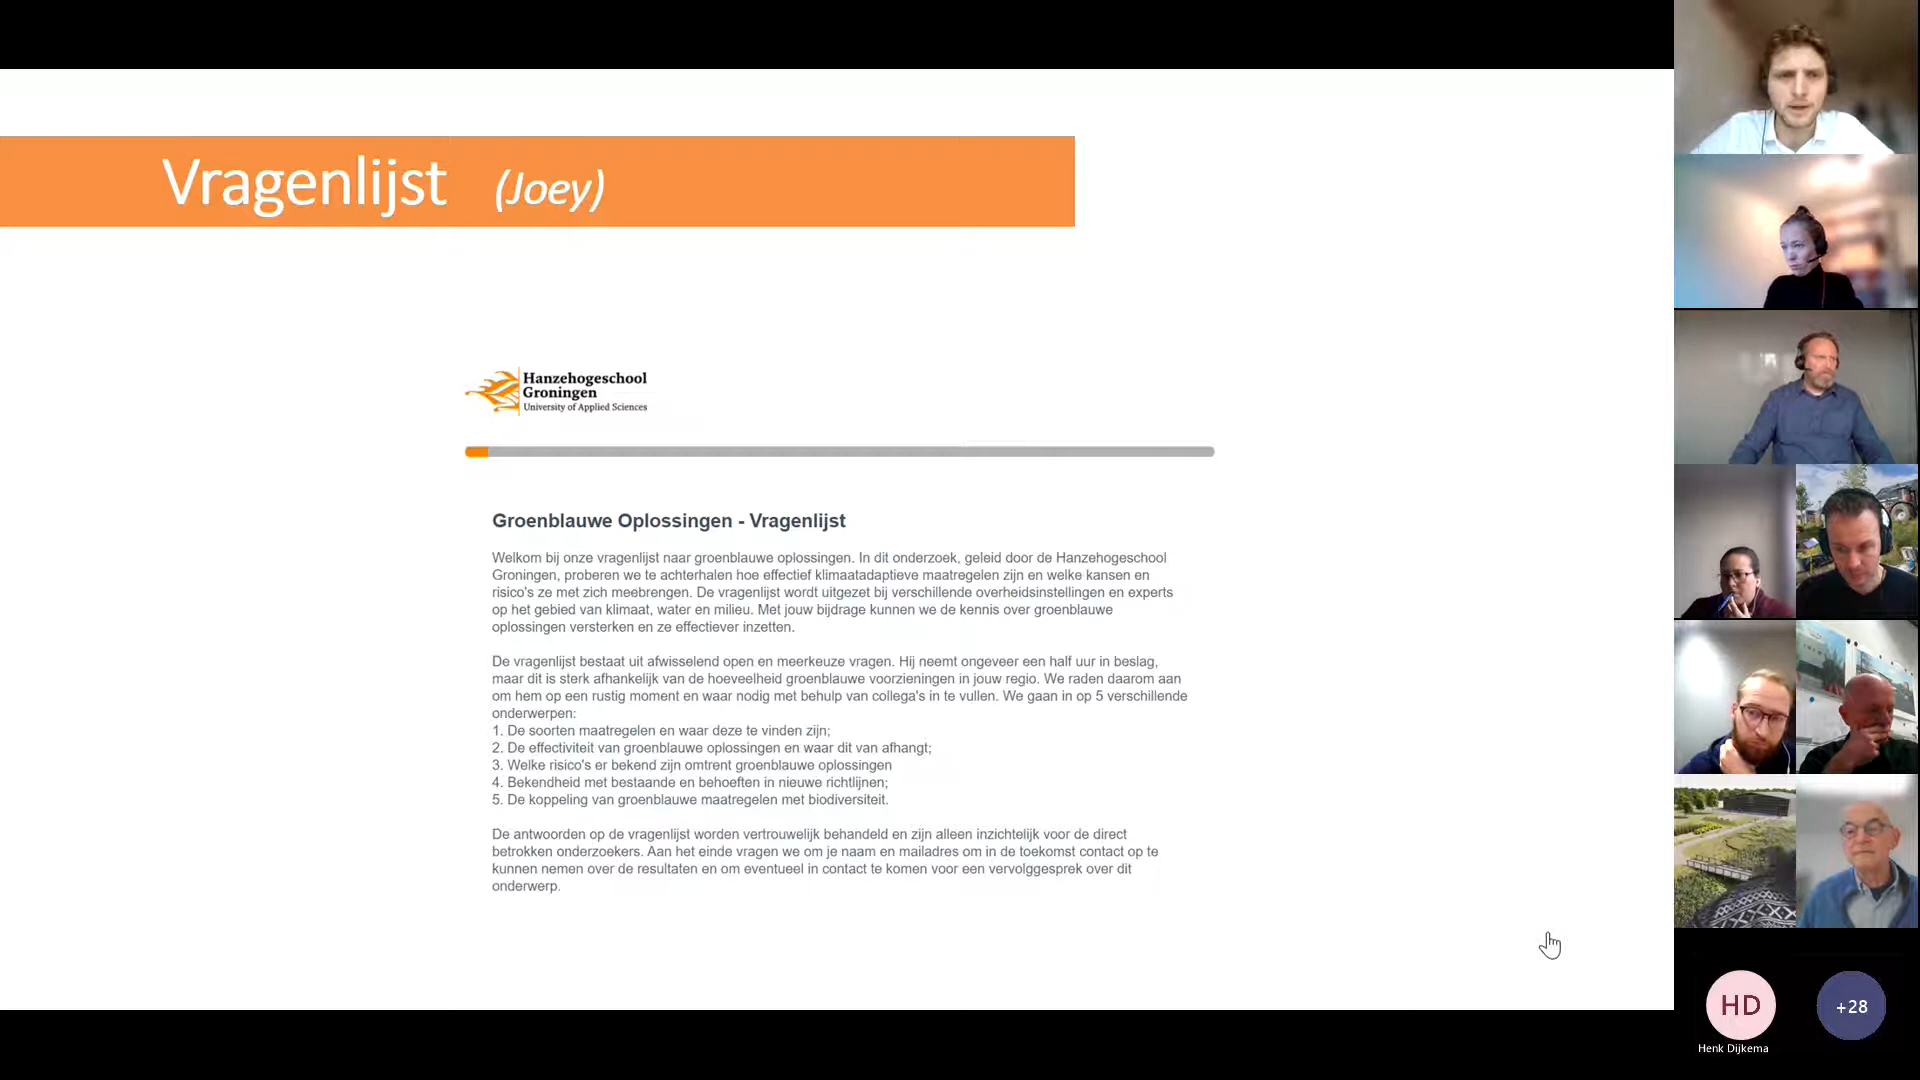 Vragenlijst (Joey)
Hanzehogeschool
Groningen
University of Applied Sciences
Groenblauwe Oplossingen - Vragenlijst
Welkom bij onze vragenlijst naar groenblauwe oplossingen. In dit onderzoek, geleid door de Hanzehogeschool
Groningen, proberen we te achterhalen hoe effectief klimaatadaptieve maatregelen zijn en welke kansen en
risico's ze met zich meebrengen. De vragenlijst wordt uitgezet bij verschillende overheidsinstellingen en experts
op het gebied van klimaat, water en milieu. Met jouw bijdrage kunnen we de kennis over groenblauwe
oplossingen versterken en ze effectiever inzetten.
De vragenlijst bestaat uit afwisselend open en meerkeuze vragen. Hij neemt ongeveer een half uur in beslag,
maar dit is sterk afhankelijk van de hoeveelheid groenblauwe voorzieningen in jouw regio. We raden daarom aan
om hem op een rustig moment en waar nodig met behulp van collega's in te vullen. We gaan in op 5 verschillende
onderwerpen:
1. De soorten maatregelen en waar deze te vinden zijn;
2. De effectiviteit van groenblauwe oplossingen en waar dit van afhangt;
3. Welke risico's er bekend zijn omtrent groenblauwe oplossingen
4. Bekendheid met bestaande en behoeften in nieuwe richtlijnen;
5. De koppeling van groenblauwe maatregelen met biodiversiteit.
De antwoorden op de vragenlijst worden vertrouwelijk behandeld en zijn alleen inzichtelijk voor de direct
betrokken onderzoekers. Aan het einde vragen we om je naam en mailadres om in de toekomst contact op te
kunnen nemen over de resultaten en om eventueel in contact te komen voor een vervolggesprek over dit
onderwerp.
HD
+28
Henk Dijkema